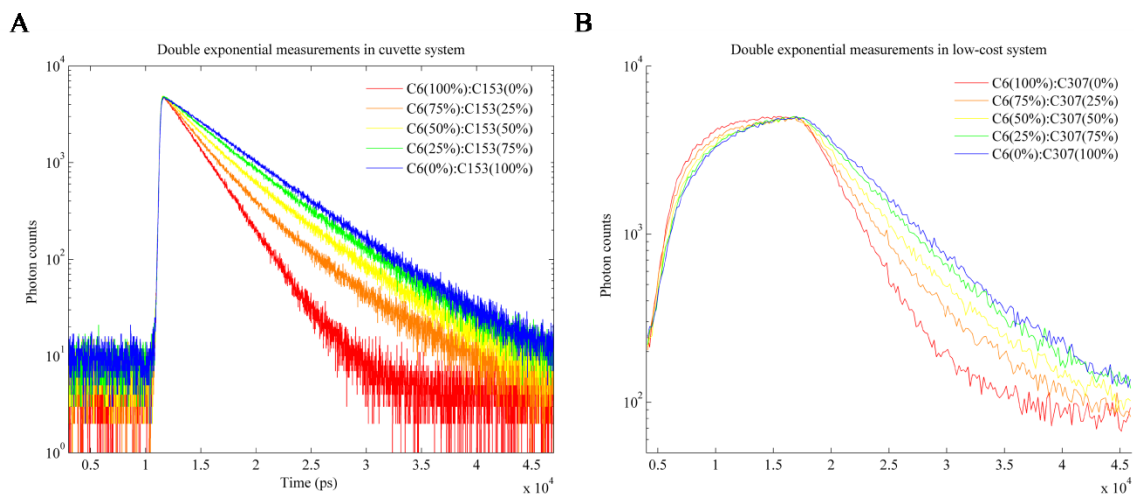 A
B
Double exponential measurements in cuvette system
Double exponential measurements in low-cost system
Photon counts
10^4
10^3
10^2
10^1
10^0
C6(100%):C153(0%)
C6(75%):C153(25%)
C6(50%):C153(50%)
C6(25%):C153(75%)
C6(0%):C153(100%)
0.5 1 1.5 2 2.5 3 3.5 4 4.5
Time (ps)
x 10^4
Photon counts
10^4
10^3
10^2
C6(100%):C307(0%)
C6(75%):C307(25%)
C6(50%):C307(50%)
C6(25%):C307(75%)
C6(0%):C307(100%)
0.5 1 1.5 2 2.5 3 3.5 4 4.5
x 10^4